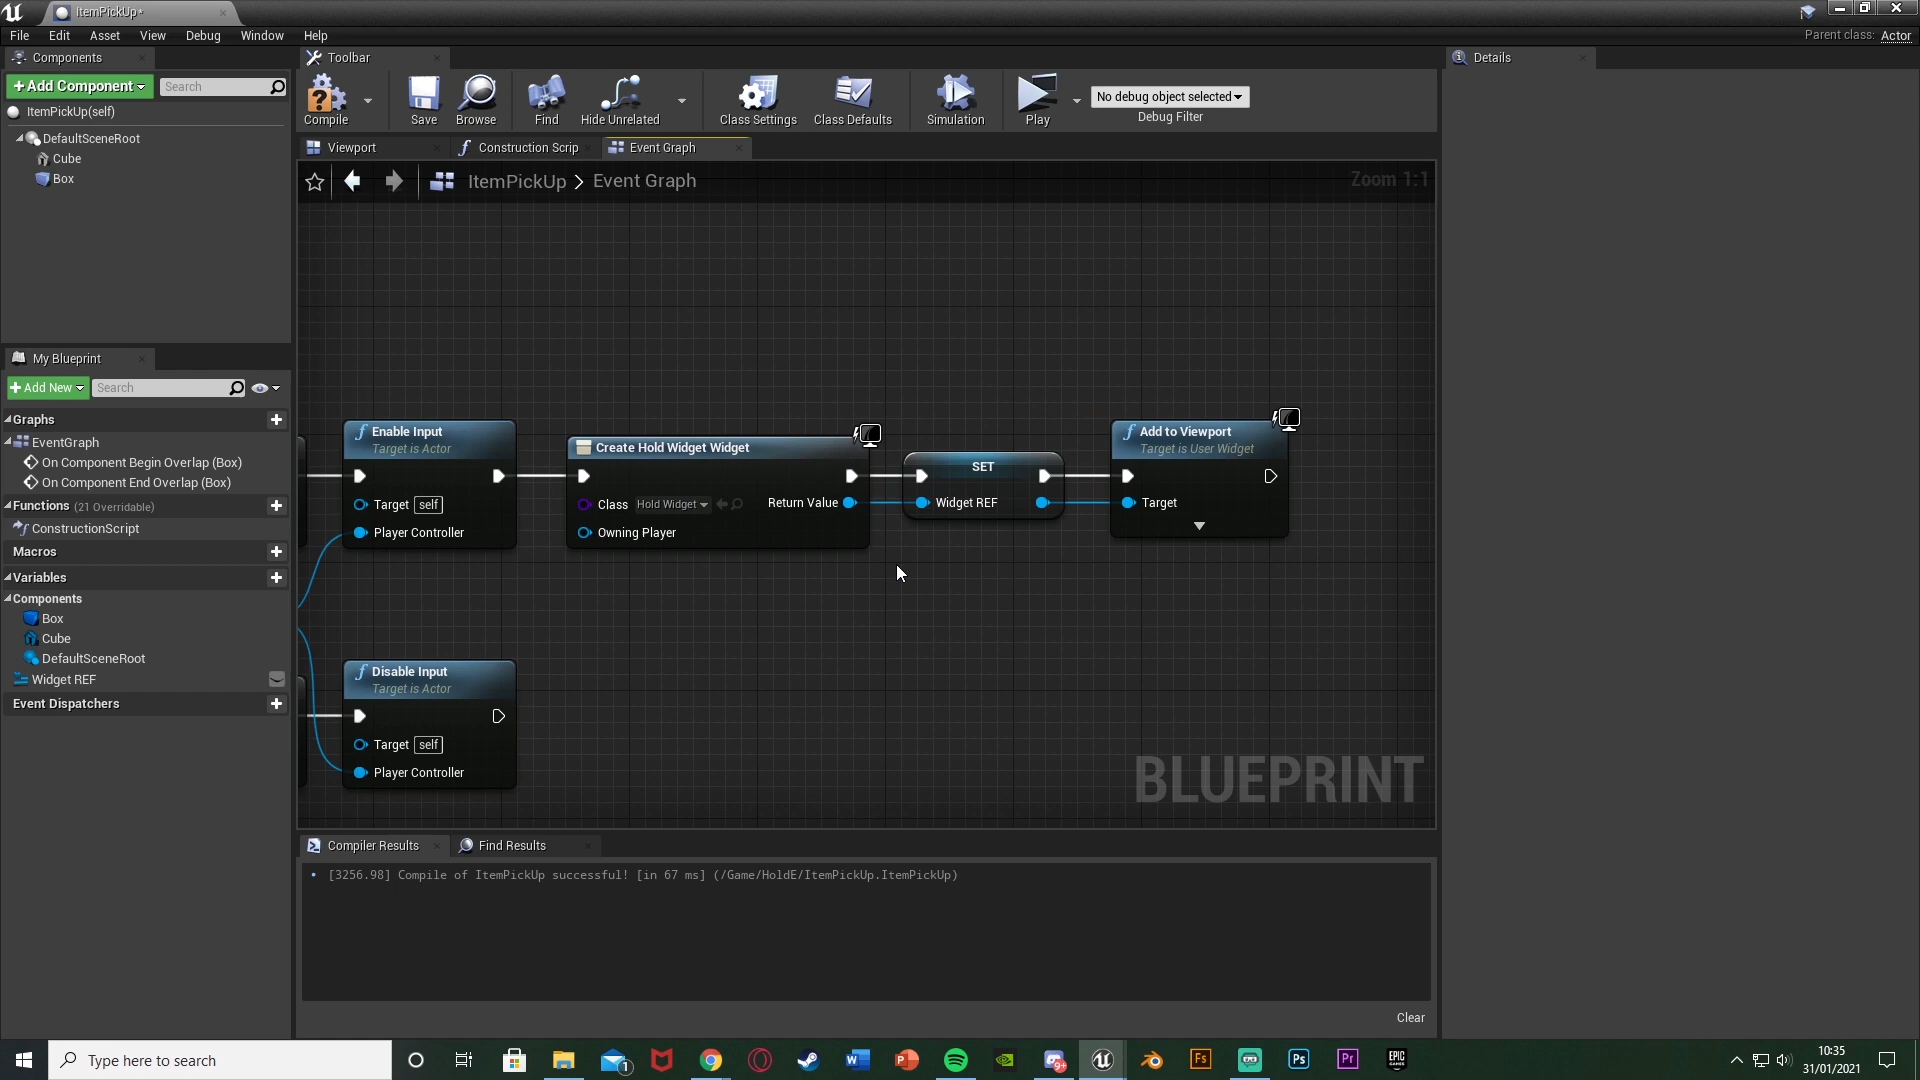 ItemPickUp*
File Edit Asset View Debug Window Help
Parent class: Actor
Components
+Add Component
Search
ItemPickUp(self)
DefaultSceneRoot
Cube
Box
Toolbar
Compile
Save
Browse
Find
Hide Unrelated
Class Settings
Class Defaults
Simulation
Play
No debug object selected
Debug Filter
Details
Viewport
Construction Scrip
Event Graph
ItemPickUp > Event Graph
Zoom 1:1
My Blueprint
+Add New
Search
Graphs
EventGraph
On Component Begin Overlap (Box)
On Component End Overlap (Box)
Functions (21 Overridable)
ConstructionScript
Macros
Variables
Components
Box
Cube
DefaultSceneRoot
Widget REF
Event Dispatchers
Enable Input
Target is Actor
Target self
Player Controller
Create Hold Widget Widget
Class Hold Widget
Return Value
Owning Player
SET
Widget REF
Add to Viewport
Target is User Widget
Target
Disable Input
Target is Actor
Target self
Player Controller
BLUEPRINT
Compiler Results
Find Results
[3256.98] Compile of ItemPickUp successful! [in 67 ms] (/Game/HoldE/ItemPickUp.ItemPickUp)
Clear
Type here to search
1
W
P
9+
Fs
Ps
Pr
EPIC
GAMES
10:35
31/01/2021